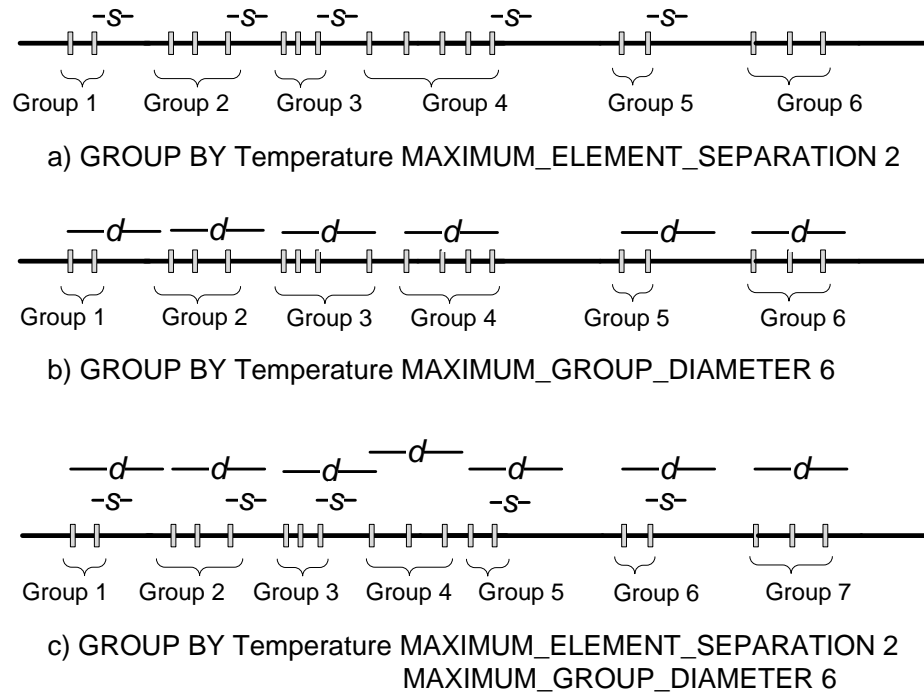 s s s s s
Group 1 Group 2 Group 3 Group 4 Group 5 Group 6
a) GROUP BY Temperature MAXIMUM_ELEMENT_SEPARATION 2
d d d d d d
Group 1 Group 2 Group 3 Group 4 Group 5 Group 6
b) GROUP BY Temperature MAXIMUM_GROUP_DIAMETER 6
d d d d d d d
s s s s s
Group 1 Group 2 Group 3 Group 4 Group 5 Group 6 Group 7
c) GROUP BY Temperature MAXIMUM_ELEMENT_SEPARATION 2
MAXIMUM_GROUP_DIAMETER 6